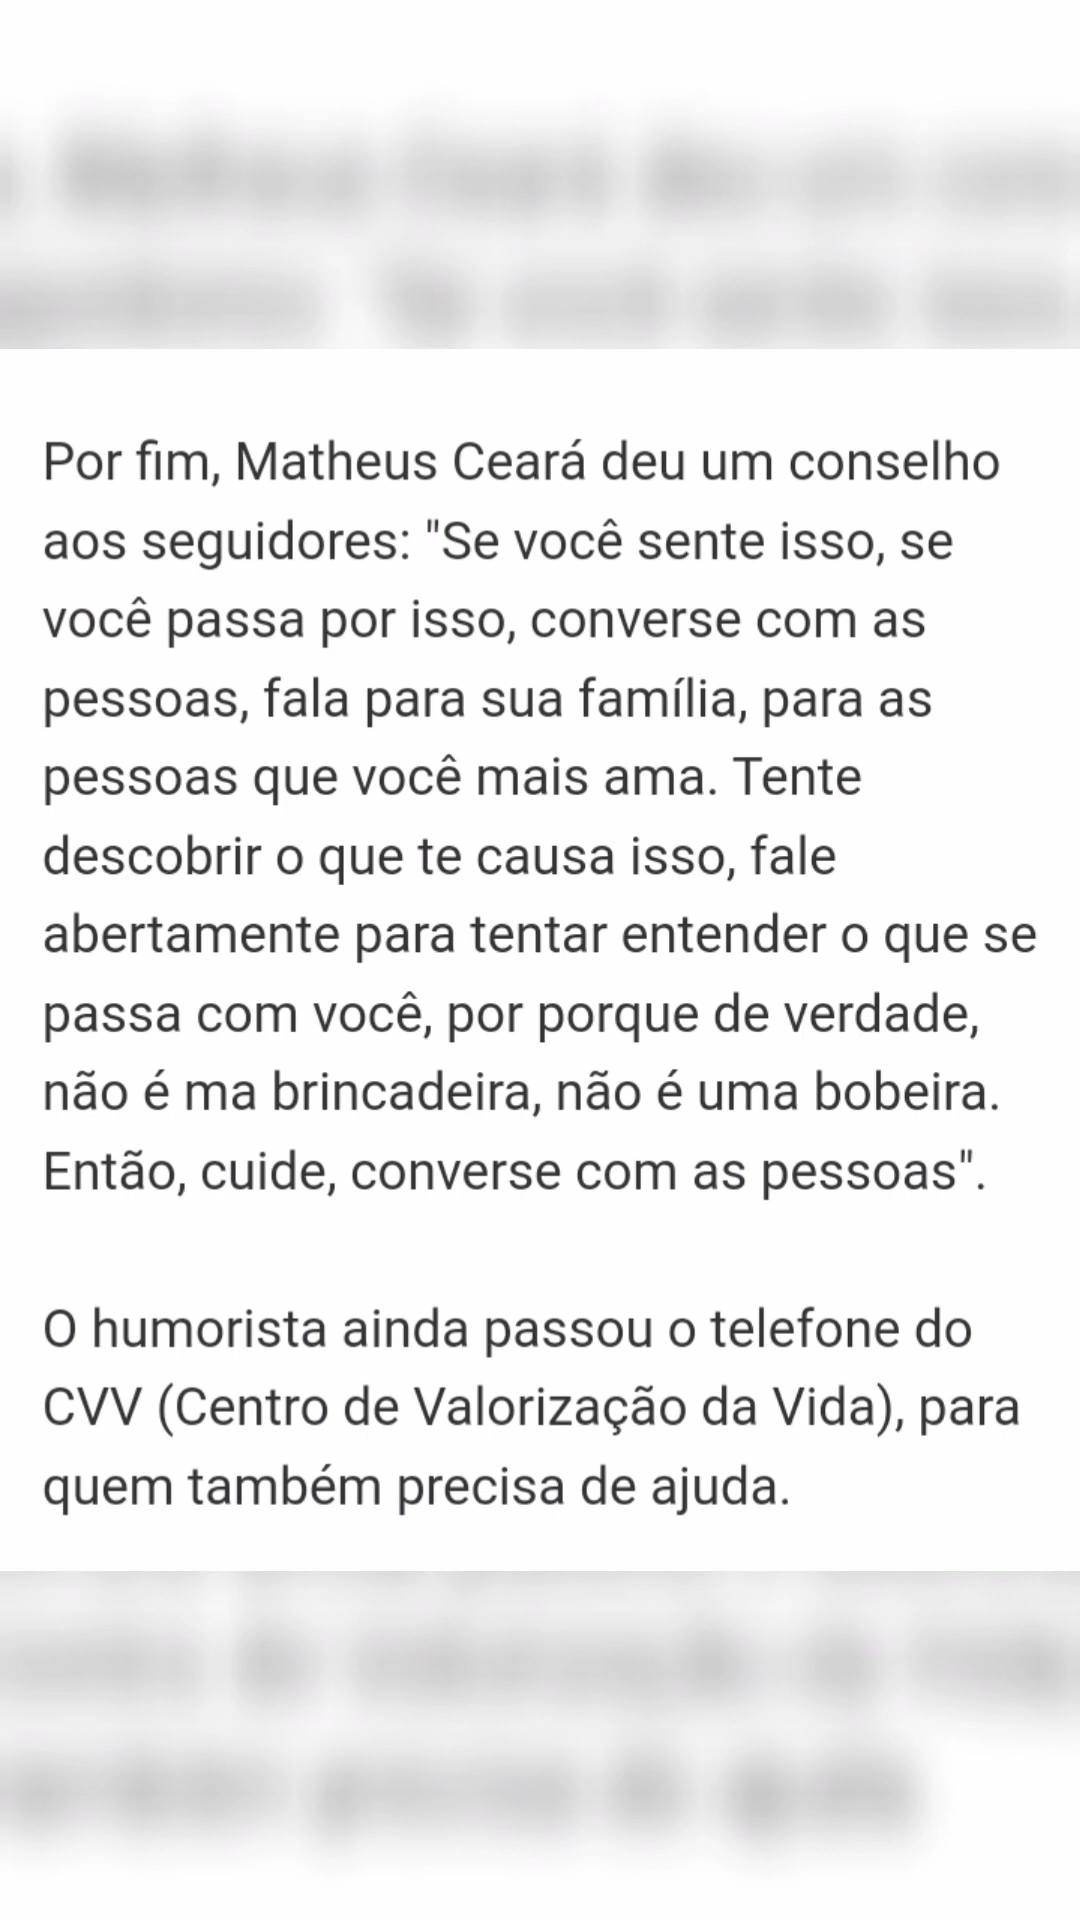 Por fim, Matheus Ceará deu um conselho
aos seguidores: "Se você sente isso, se
você passa por isso, converse com as
pessoas, fala para sua família, para as
pessoas que você mais ama. Tente
descobrir o que te causa isso, fale
abertamente para tentar entender o que se
passa com você, por porque de verdade,
não é ma brincadeira, não é uma bobeira.
Então, cuide, converse com as pessoas".
O humorista ainda passou o telefone do
CVV (Centro de Valorização da Vida), para
quem também precisa de ajuda.